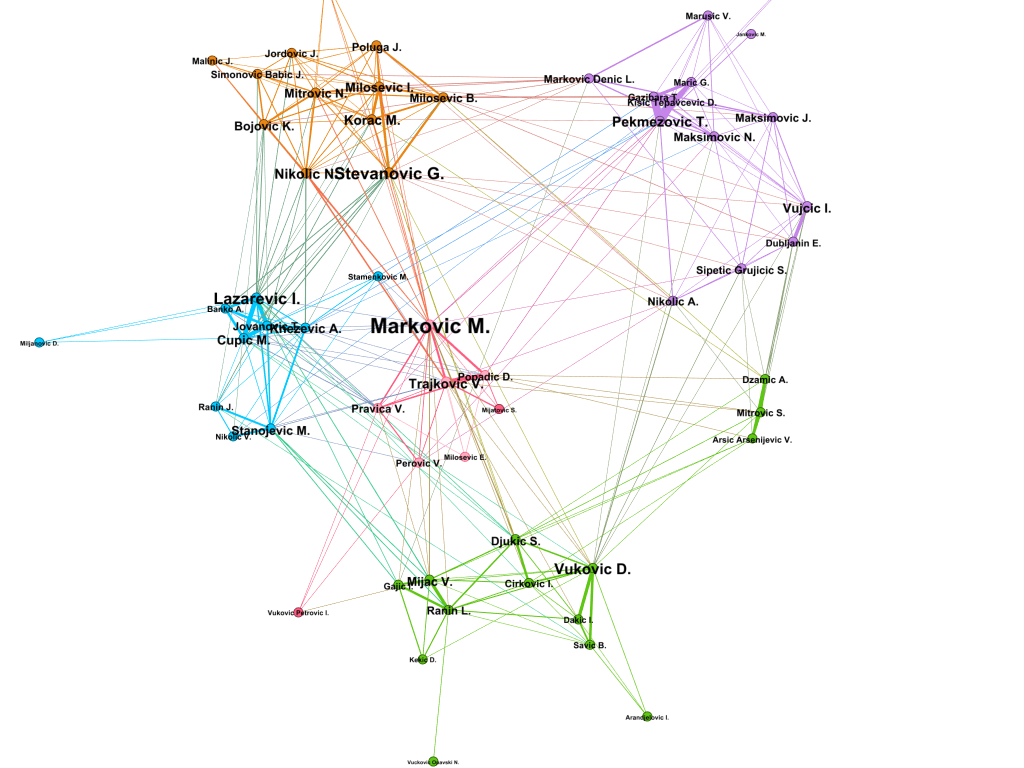 Marusic V.
Jankovic M.
Poluga J.
Jordovic J.
Malinic J.
Simonovic Babic J.
Markovic Denic L.
Maric G.
Milosevic I.
Mitrovic N.
Milosevic B.
Gazibara T.
Kisic Tepavcevic D.
Maksimovic J.
Korac M.
Pekmezovic T.
Bojovic K.
Maksimovic N.
Nikolic N.
Stevanovic G.
Vujcic I.
Dubljanin E.
Sipetic Grujicic S.
Stamenkovic M.
Lazarevic I.
Nikolic A.
Banko A.
Jovanovic T.
Knezevic A.
Markovic M.
Cupic M.
Miljanovic D.
Popadic D.
Trajkovic V.
Dzamic A.
Ranin J.
Pravica V.
Mijatovic S.
Mitrovic S.
Stanojevic M.
Nikolic V.
Arsic Arsenijevic V.
Milosevic E.
Perovic V.
Djukic S.
Vukovic D.
Mijac V.
Gajic I.
Cirkovic I.
Ranin L.
Vukovic Petrovic I.
Dakic I.
Savic B.
Kekic D.
Arandjelovic I.